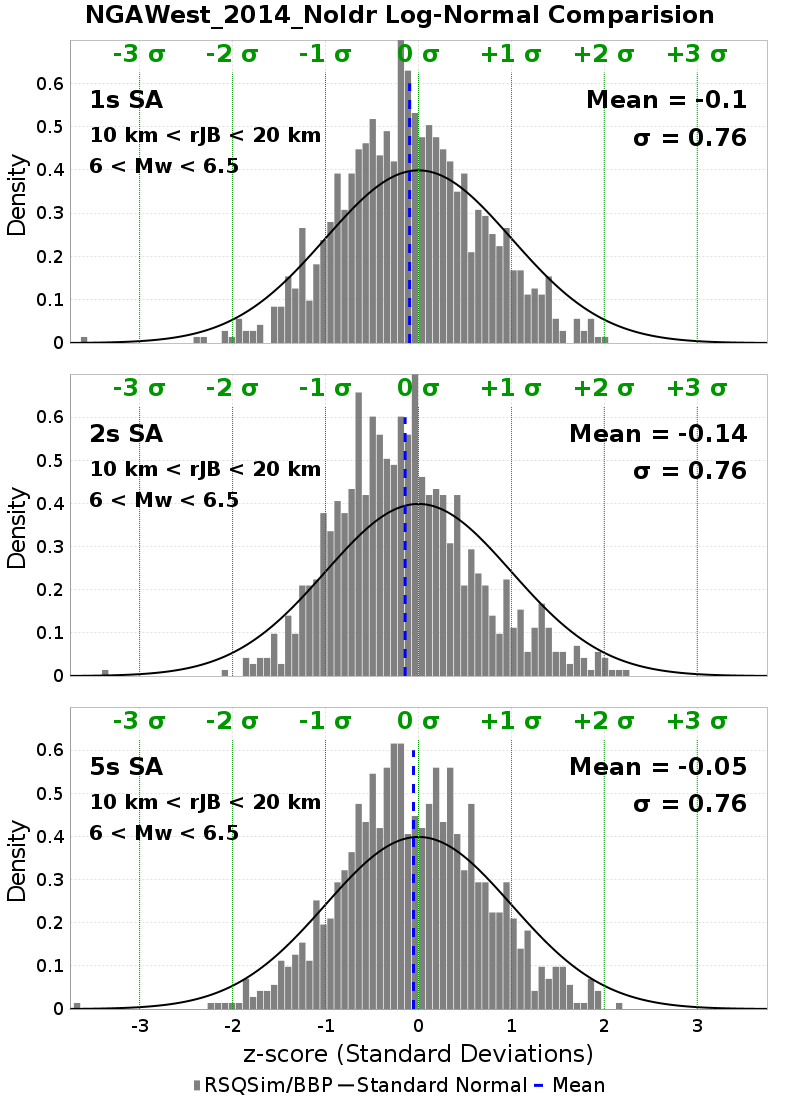 NGAWest_2014_NoIdr Log-Normal Comparision
-3 σ -2 σ -1 σ 0 σ +1 σ +2 σ +3 σ
1s SA Mean = -0.1
10 km < rJB < 20 km σ = 0.76
6 < Mw < 6.5
Density
0.6
0.5
0.4
0.3
0.2
0.1
0
-3 σ -2 σ -1 σ 0 σ +1 σ +2 σ +3 σ
2s SA Mean = -0.14
10 km < rJB < 20 km σ = 0.76
6 < Mw < 6.5
Density
0.6
0.5
0.4
0.3
0.2
0.1
0
-3 σ -2 σ -1 σ 0 σ +1 σ +2 σ +3 σ
5s SA Mean = -0.05
10 km < rJB < 20 km σ = 0.76
6 < Mw < 6.5
Density
0.6
0.5
0.4
0.3
0.2
0.1
0
-3 -2 -1 0 1 2 3
z-score (Standard Deviations)
RSQSim/BBP Standard Normal Mean